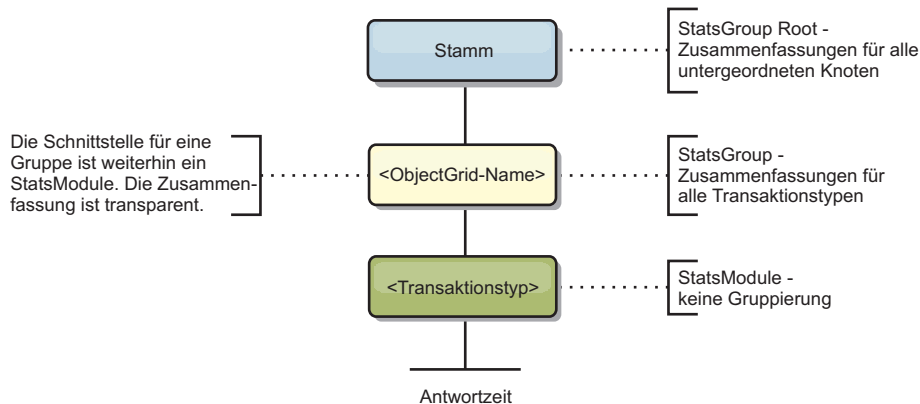 Stamm
StatsGroup Root -
Zusammenfassungen für alle
untergeordneten Knoten
Die Schnittstelle für eine
Gruppe ist weiterhin ein
StatsModule. Die Zusammen-
fassung ist transparent.
<ObjectGrid-Name>
StatsGroup -
Zusammenfassungen für
alle Transaktionstypen
<Transaktionstyp>
StatsModule -
keine Gruppierung
Antwortzeit